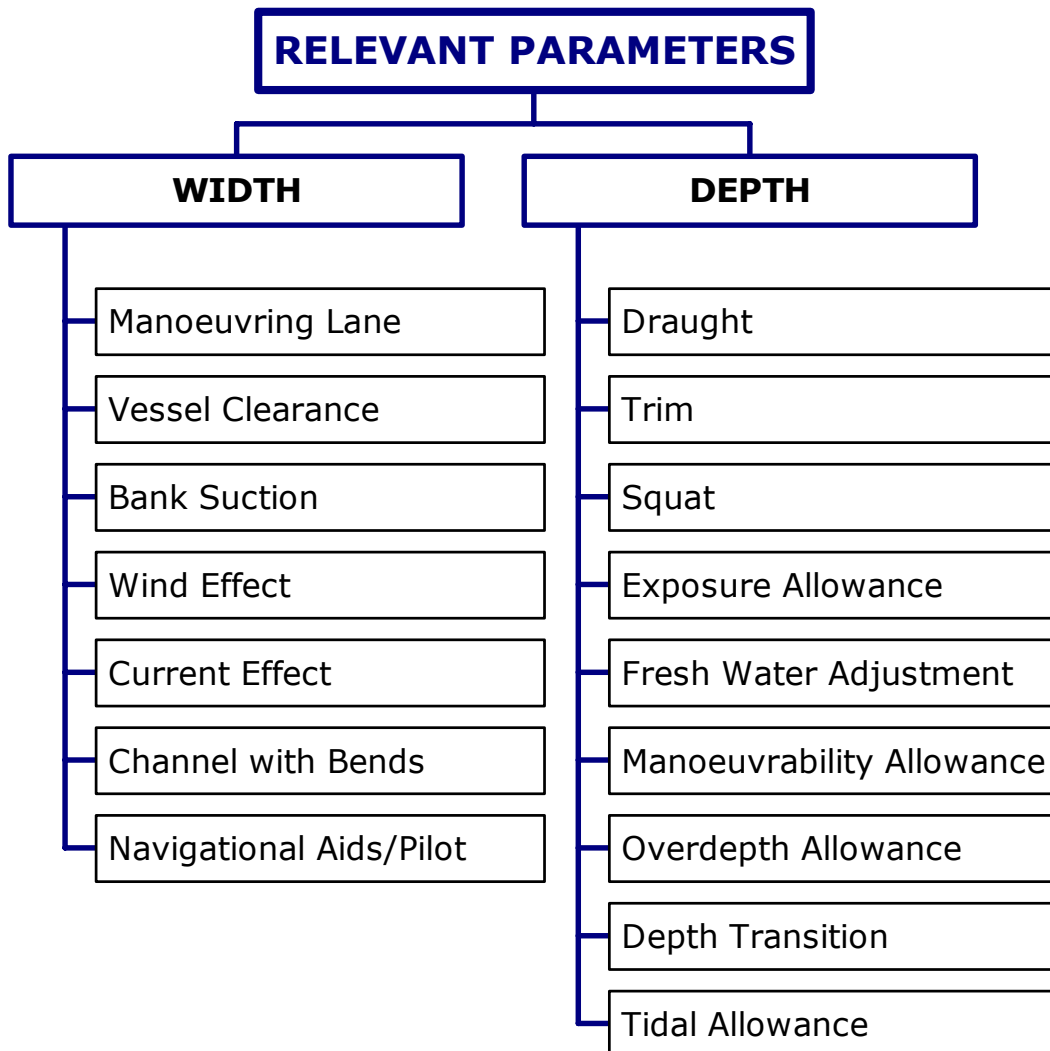 RELEVANT PARAMETERS
WIDTH
Manoeuvring Lane
Vessel Clearance
Bank Suction
Wind Effect
Current Effect
Channel with Bends
Navigational Aids/Pilot
DEPTH
Draught
Trim
Squat
Exposure Allowance
Fresh Water Adjustment
Manoeuvrability Allowance
Overdepth Allowance
Depth Transition
Tidal Allowance